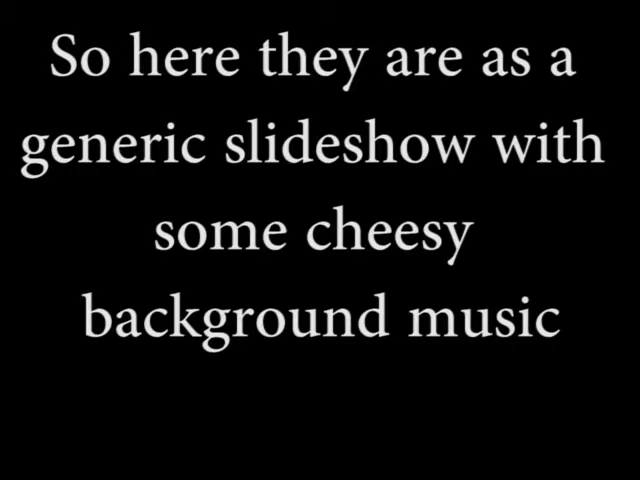 So here they are as a
generic slideshow with
some cheesy
background music